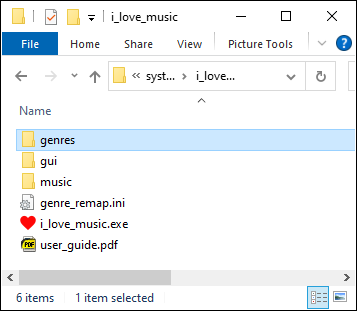 i_love_music
File
Home
Share
View
Picture Tools
?
« syst... > i_love...
Name
genres
gui
music
genre_remap.ini
i_love_music.exe
PDF user_guide.pdf
6 items 1 item selected